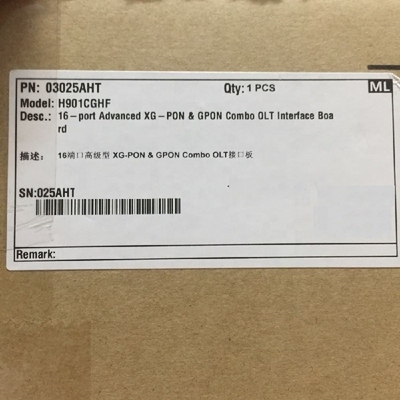 PN: 03025AHT Qty: 1 PCS ML
Model: H901CGHF
Desc.: 16-port Advanced XG-PON & GPON Combo OLT Interface Boa
rd
描述: 16端口高级型 XG-PON & GPON Combo OLT接口板
SN:025AHT
Remark: